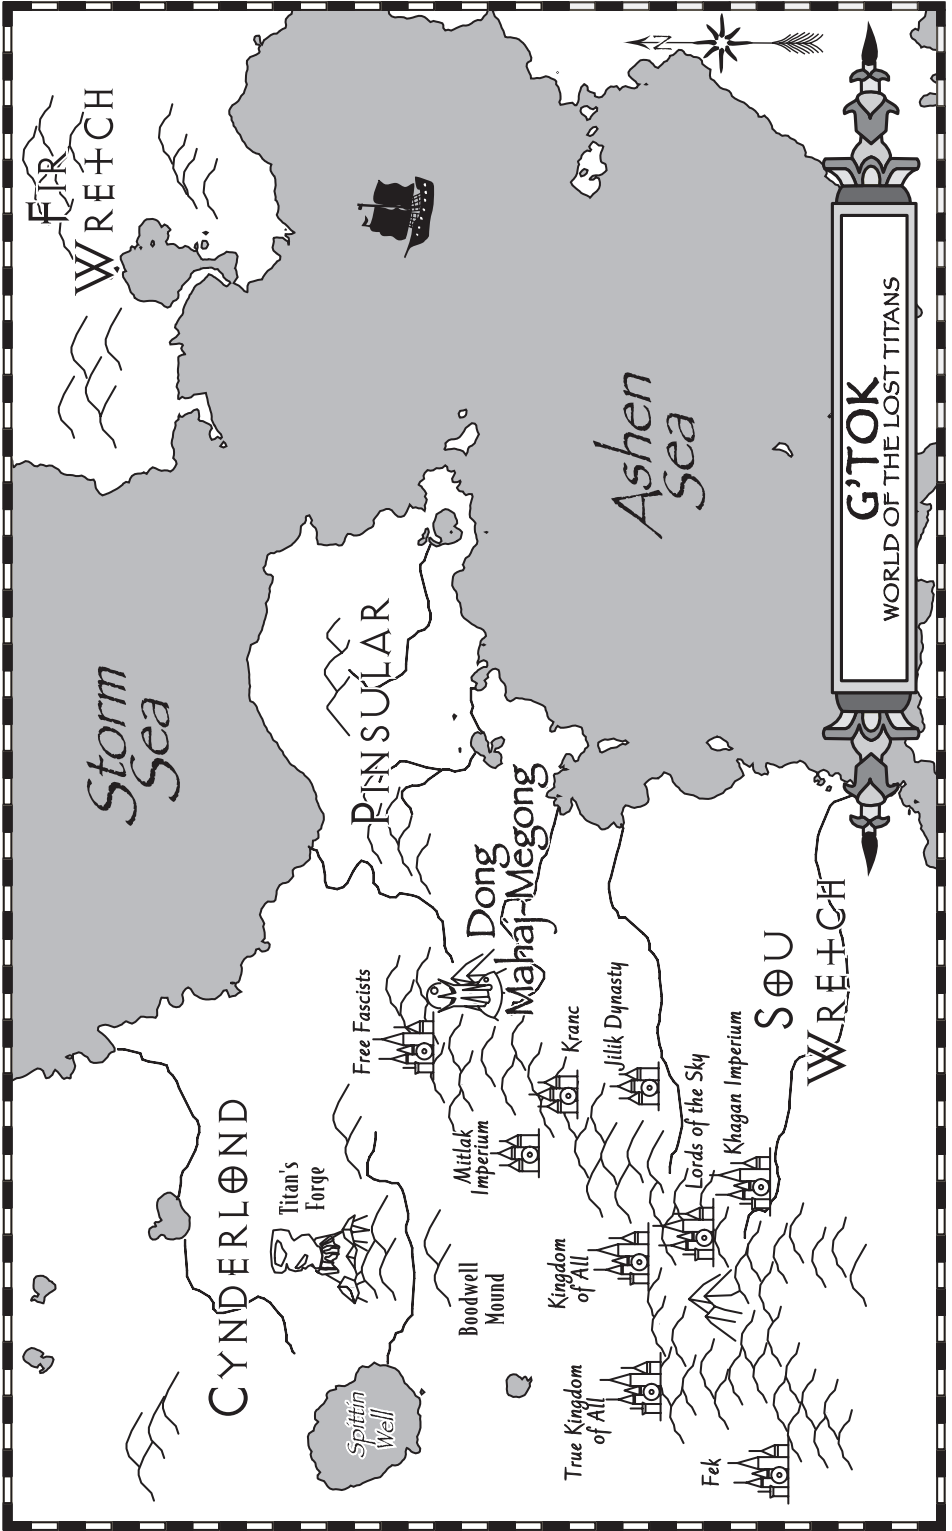 Storm
Sea
Fir
Wretch
Cynderlond
Titan's
Forge
Spittin
Well
Boodwell
Mound
Free Fascists
Pinsular
Dong
Mahaj-Megong
Mitlak
Imperium
Kranc
Jilik Dynasty
Kingdom
of All
True Kingdom
of All
Lords of the Sky
Khagan Imperium
Fek
Sou
Wretch
Ashen
Sea
N
G'TOK
WORLD OF THE LOST TITANS